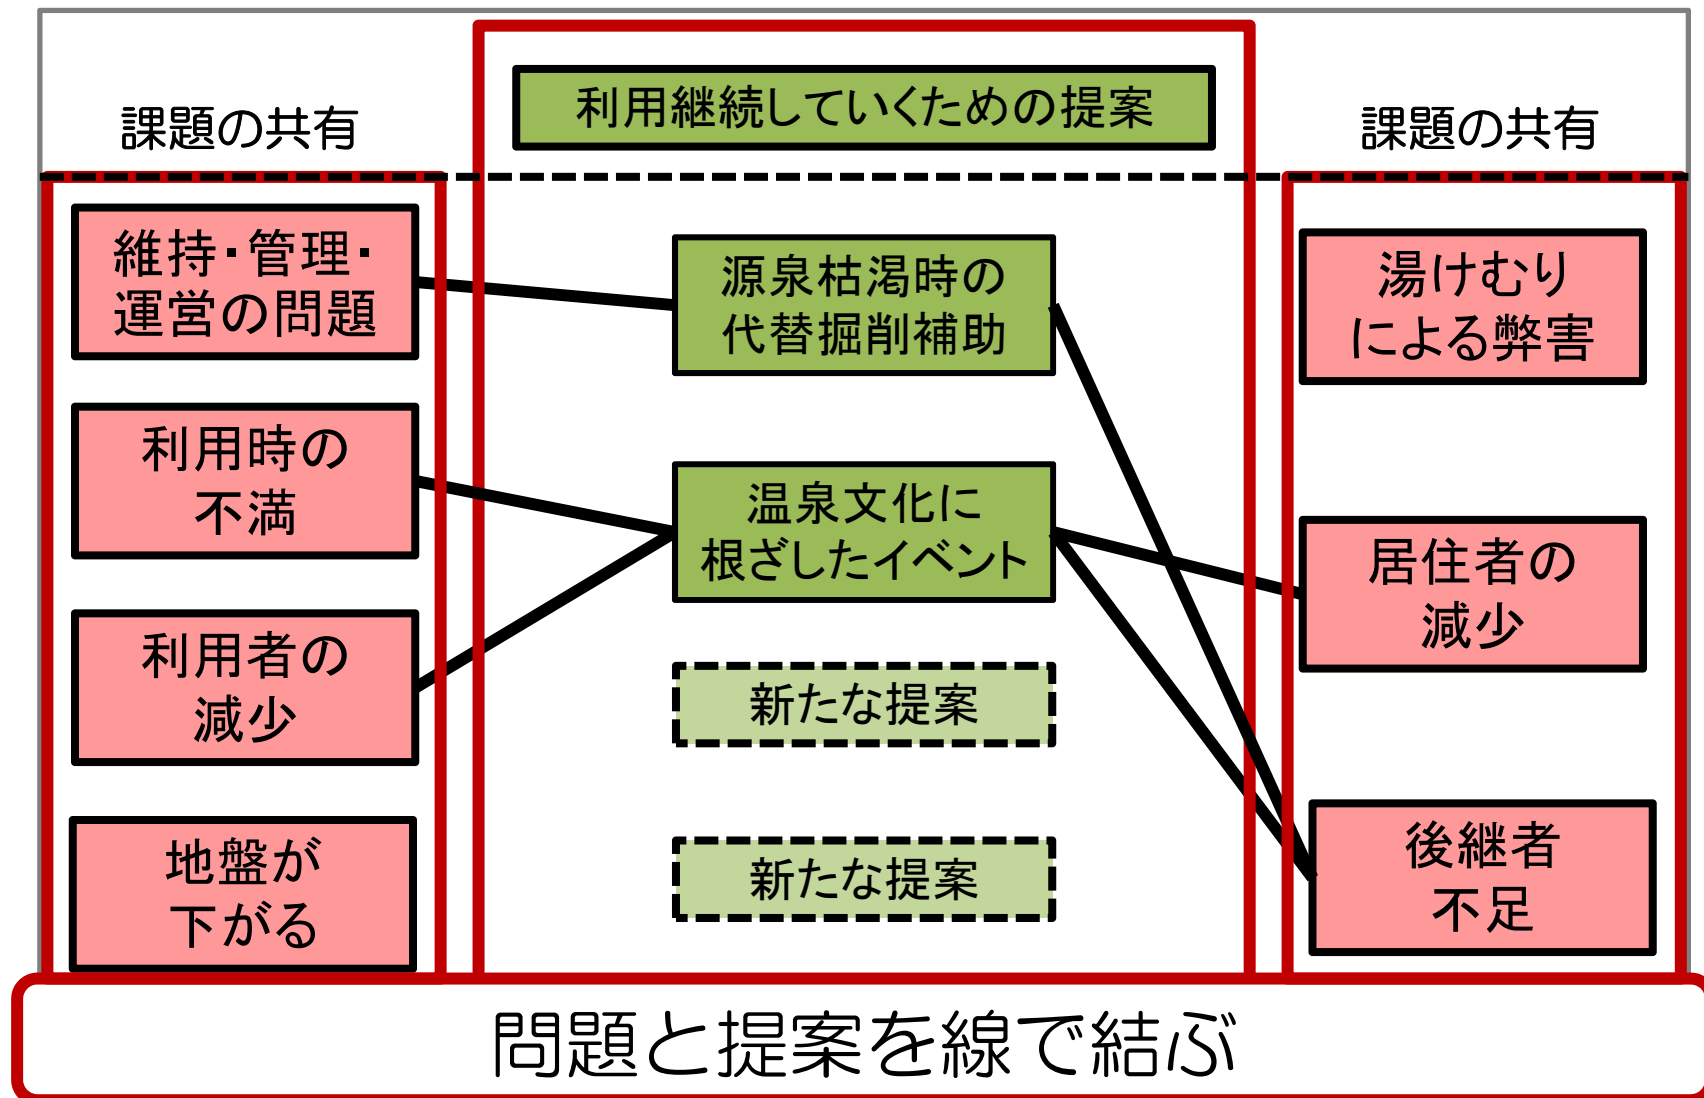 利用継続していくための提案
課題の共有
課題の共有
維持・管理・
運営の問題
利用時の
不満
利用者の
減少
地盤が
下がる
源泉枯渇時の
代替掘削補助
温泉文化に
根ざしたイベント
新たな提案
新たな提案
湯けむり
による弊害
居住者の
減少
後継者
不足
問題と提案を線で結ぶ